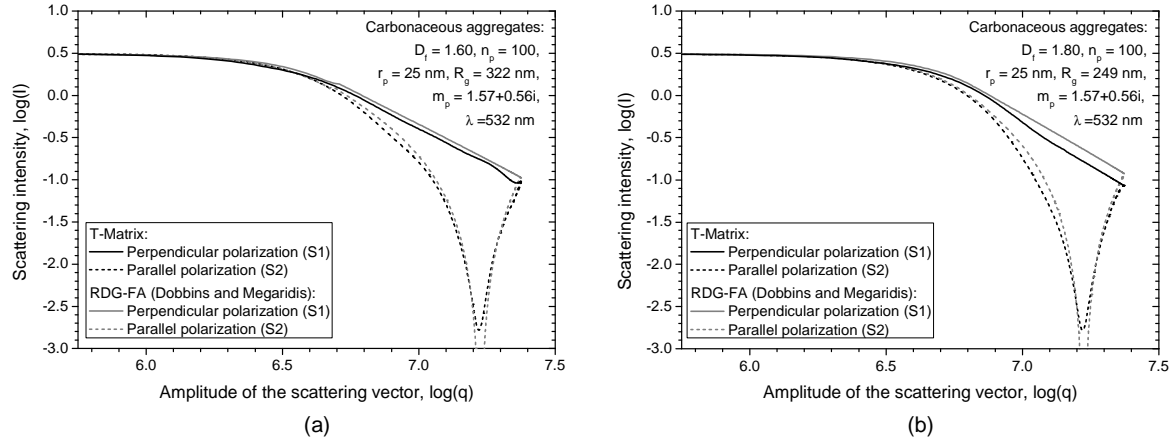 1.0
0.5
0.0
-0.5
-1.0
-1.5
-2.0
-2.5
-3.0
Scattering intensity, log(I)
Carbonaceous aggregates:
D_f = 1.60, n_p = 100,
r_p = 25 nm, R_g = 322 nm,
m_p = 1.57+0.56i,
λ =532 nm
T-Matrix:
Perpendicular polarization (S1)
Parallel polarization (S2)
RDG-FA (Dobbins and Megaridis):
Perpendicular polarization (S1)
Parallel polarization (S2)
6.0 6.5 7.0 7.5
Amplitude of the scattering vector, log(q)
(a)
1.0
0.5
0.0
-0.5
-1.0
-1.5
-2.0
-2.5
-3.0
Scattering intensity, log(I)
Carbonaceous aggregates:
D_f = 1.80, n_p = 100,
r_p = 25 nm, R_g = 249 nm,
m_p = 1.57+0.56i,
λ =532 nm
T-Matrix:
Perpendicular polarization (S1)
Parallel polarization (S2)
RDG-FA (Dobbins and Megaridis):
Perpendicular polarization (S1)
Parallel polarization (S2)
6.0 6.5 7.0 7.5
Amplitude of the scattering vector, log(q)
(b)